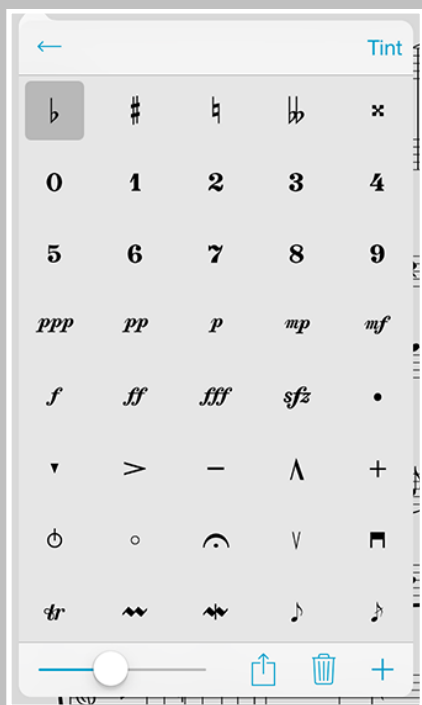 Tint
♭ ♯ ♮ 𝄫 𝄪
0 1 2 3 4
5 6 7 8 9
ppp pp p mp mf
f ff fff sfz
tr
+